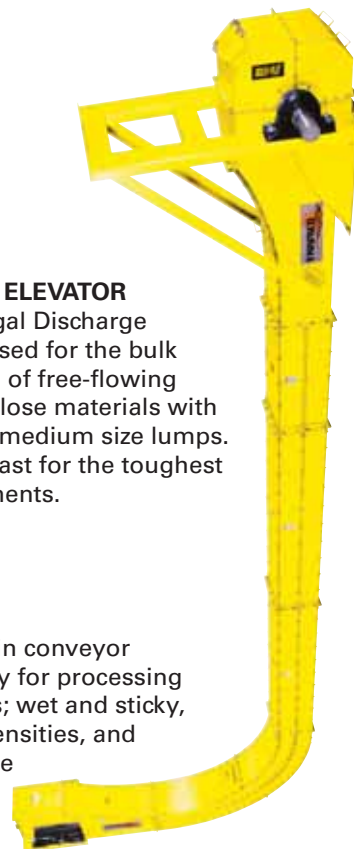 ELEVATOR
gal Discharge
sed for the bulk
of free-flowing
lose materials with
medium size lumps.
ast for the toughest
ments.
n conveyor
y for processing
s; wet and sticky,
ensities, and
e